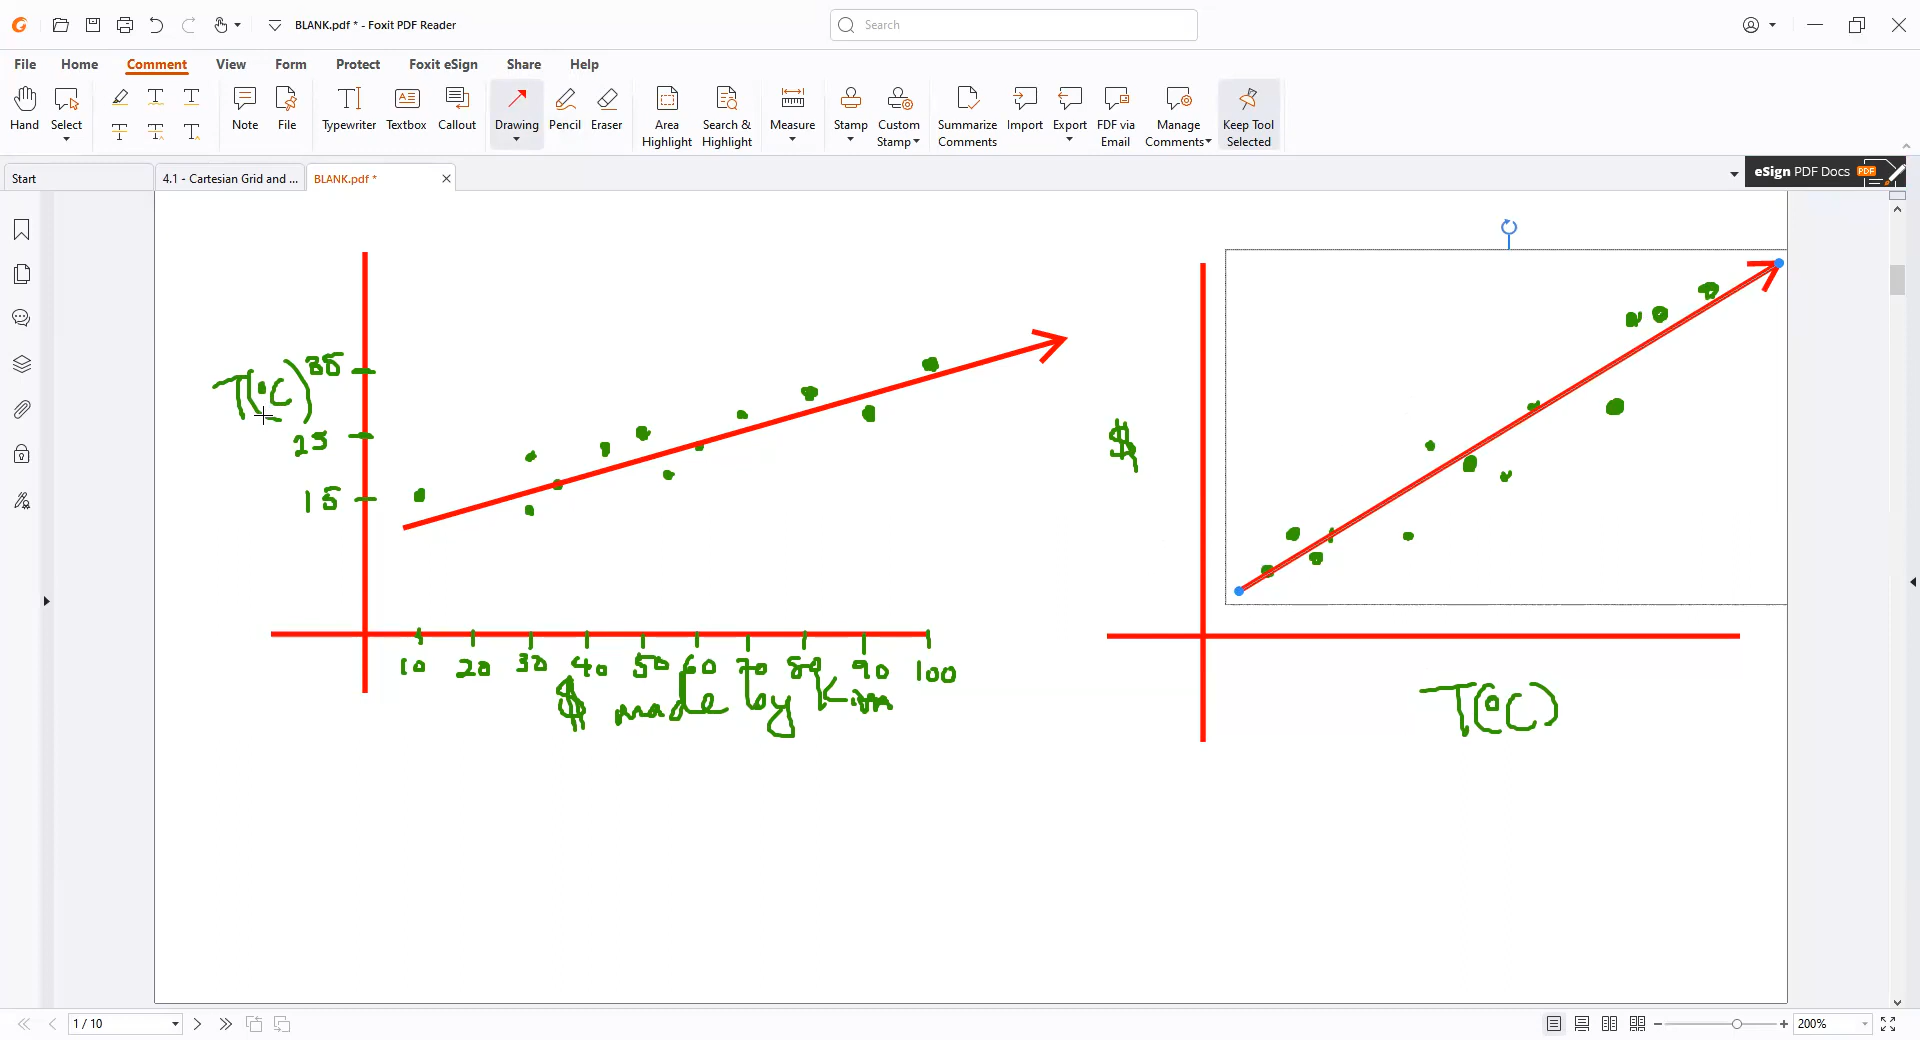 BLANK.pdf * - Foxit PDF Reader
Search
File Home Comment View Form Protect Foxit eSign Share Help
Hand Select Note File Typewriter Textbox Callout Drawing Pencil Eraser Area Highlight Search & Highlight Measure Stamp Custom Stamp Summarize Comments Import Export FDF via Email Manage Comments Keep Tool Selected
Start 4.1 - Cartesian Grid and ... BLANK.pdf *
eSign PDF Docs PDF
T(°C)
35
25
15
10 20 30 40 50 60 70 80 90 100
$ made by Kim
$
T(°C)
1 / 10
200%